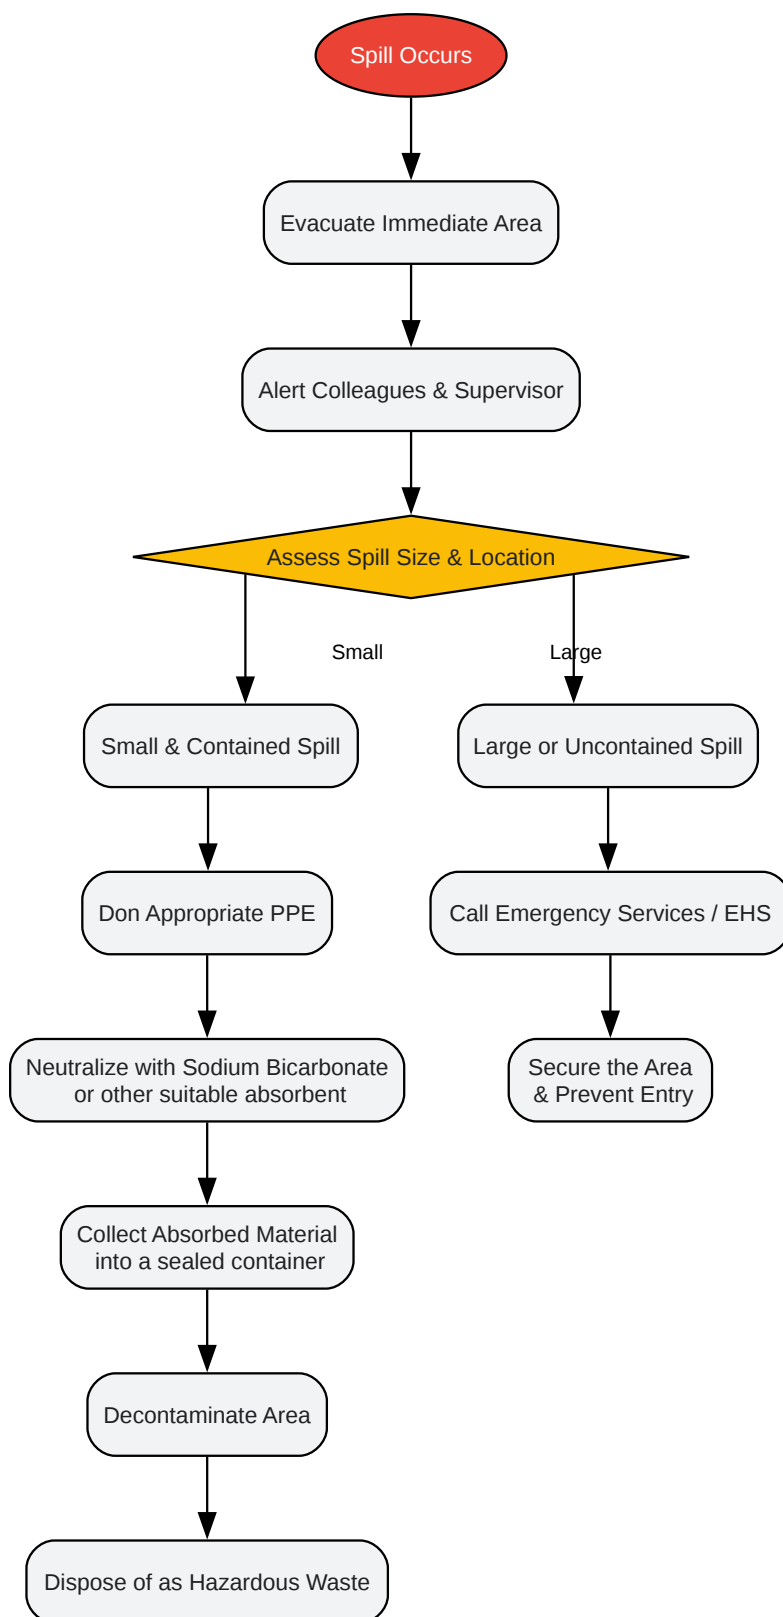 Spill Occurs
Evacuate Immediate Area
Alert Colleagues & Supervisor
Assess Spill Size & Location
Small
Large
Small & Contained Spill
Large or Uncontained Spill
Don Appropriate PPE
Call Emergency Services / EHS
Neutralize with Sodium Bicarbonate
or other suitable absorbent
Secure the Area
& Prevent Entry
Collect Absorbed Material
into a sealed container
Decontaminate Area
Dispose of as Hazardous Waste